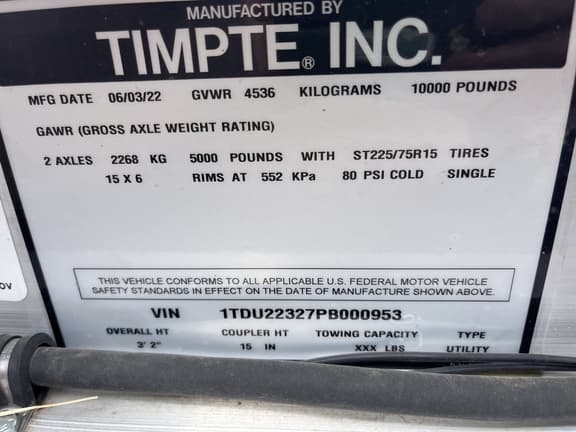 MANUFACTURED BY
TIMPTE® INC.
MFG DATE 06/03/22 GVWR 4536 KILOGRAMS 10000 POUNDS
GAWR (GROSS AXLE WEIGHT RATING)
2 AXLES 2268 KG 5000 POUNDS WITH ST225/75R15 TIRES
15 X 6 RIMS AT 552 KPa 80 PSI COLD SINGLE
THIS VEHICLE CONFORMS TO ALL APPLICABLE U.S. FEDERAL MOTOR VEHICLE
SAFETY STANDARDS IN EFFECT ON THE DATE OF MANUFACTURE SHOWN ABOVE.
VIN 1TDU22327PB000953
OVERALL HT COUPLER HT TOWING CAPACITY TYPE
3' 2" 15 IN XXX LBS UTILITY